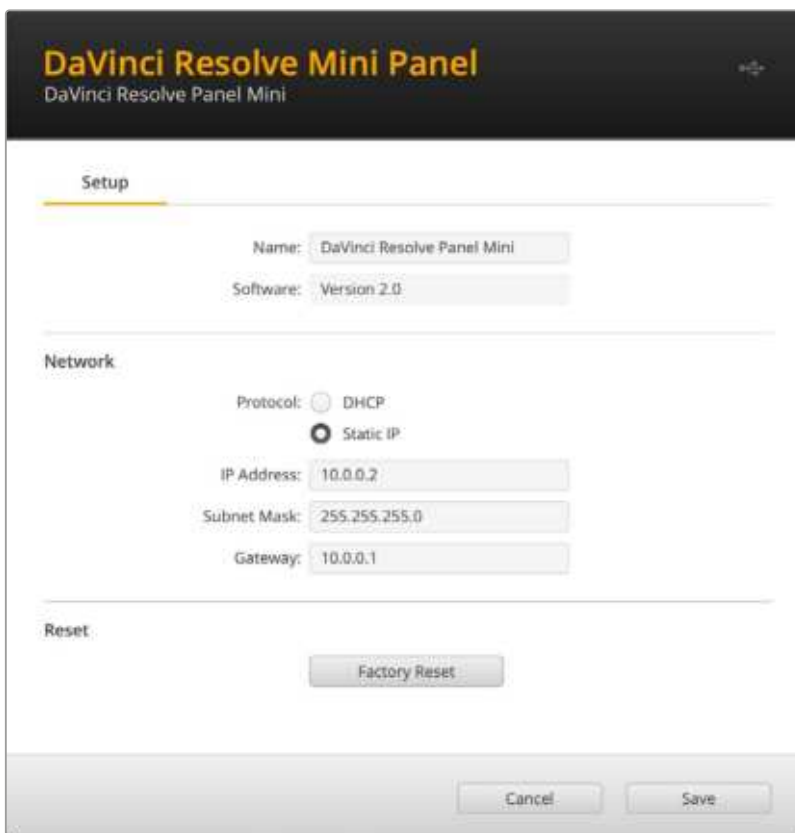 DaVinci Resolve Mini Panel
DaVinci Resolve Panel Mini
Setup
Name: DaVinci Resolve Panel Mini
Software: Version 2.0
Network
Protocol: DHCP
Static IP
IP Address: 10.0.0.2
Subnet Mask: 255.255.255.0
Gateway: 10.0.0.1
Reset
Factory Reset
Cancel Save